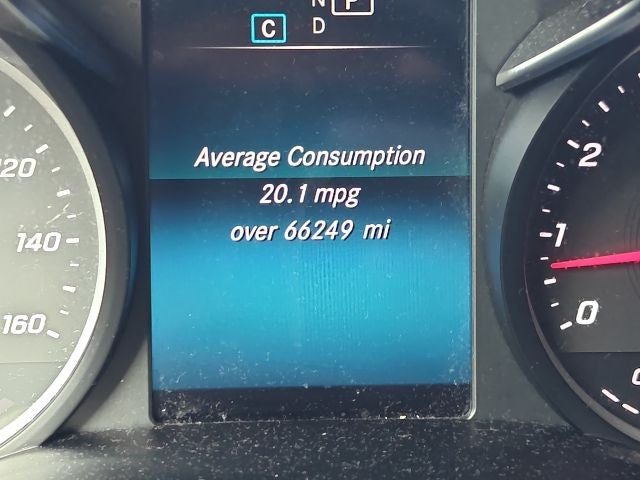 N P
C D
Average Consumption
20.1 mpg
over 66249 mi
120
140
160
2
1
0